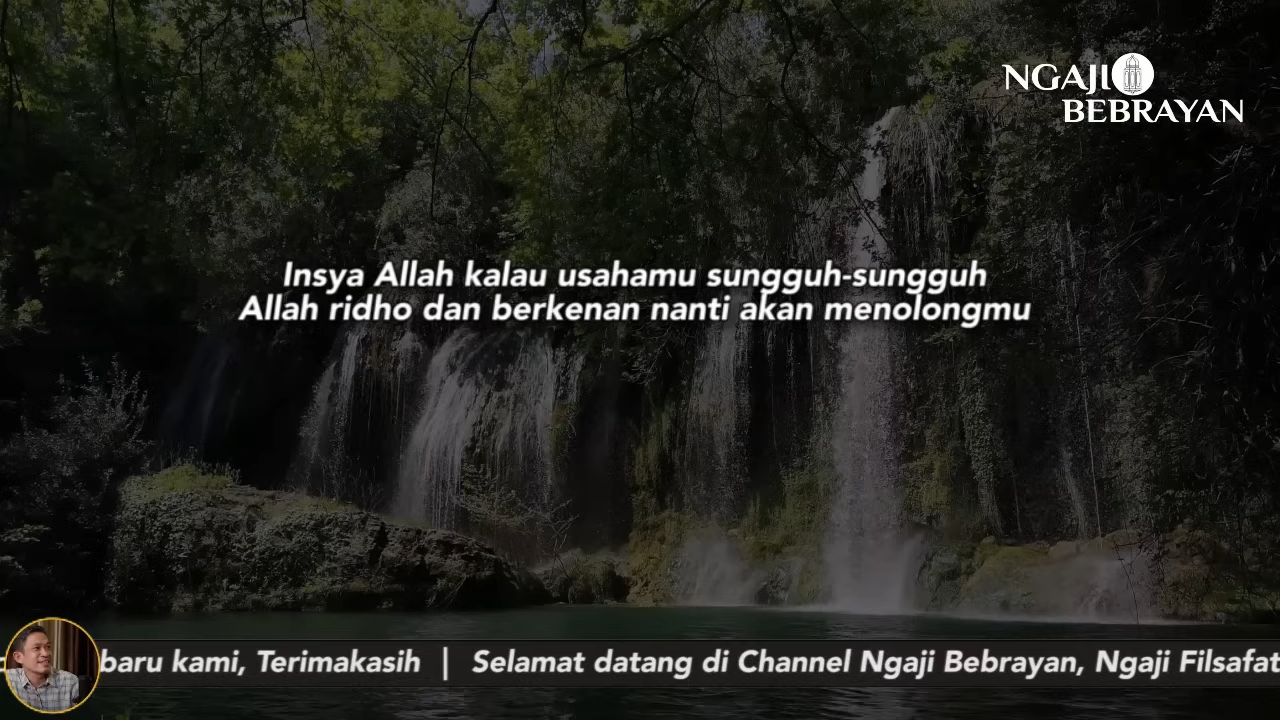 NGAJI
BEBRAYAN
Insya Allah kalau usahamu sungguh-sungguh
Allah ridho dan berkenan nanti akan menolongmu
baru kami, Terimakasih | Selamat datang di Channel Ngaji Bebrayan, Ngaji Filsafat